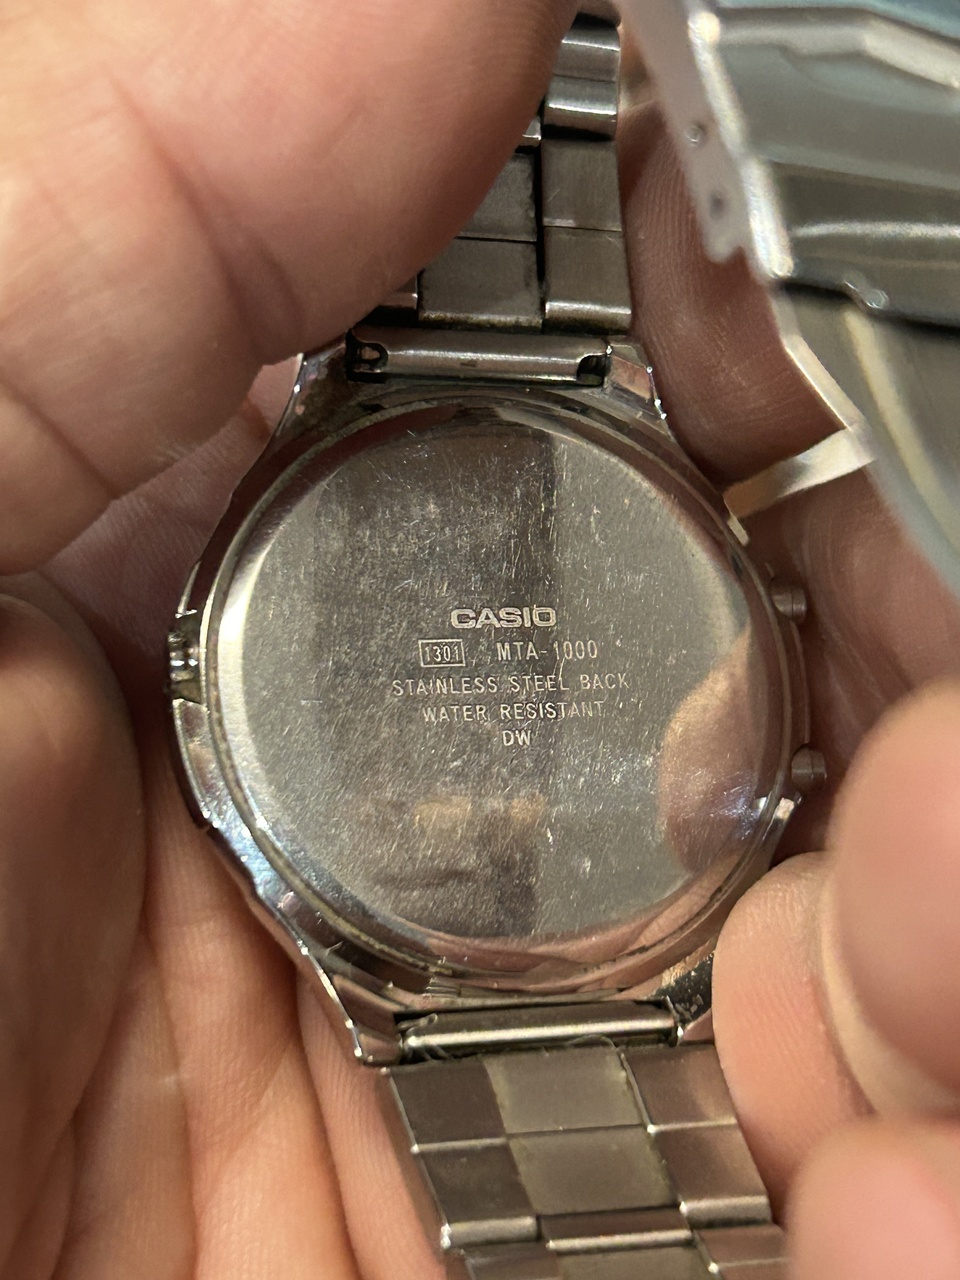 CASIO
1301 MTA-1000
STAINLESS STEEL BACK
WATER RESISTANT
DW